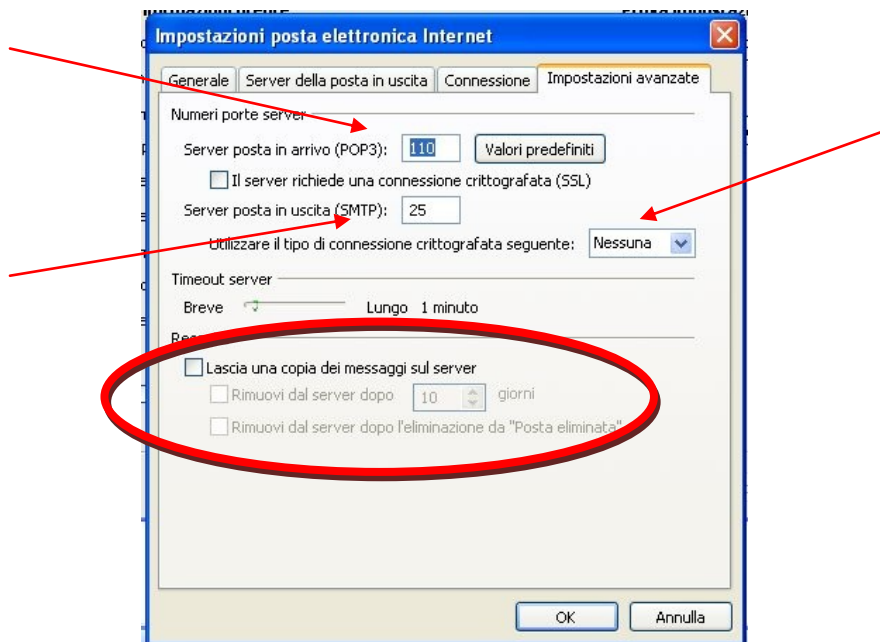 Impostazioni posta elettronica Internet
Generale Server della posta in uscita Connessione Impostazioni avanzate
Numeri porte server
Server posta in arrivo (POP3): 110 Valori predefiniti
Il server richiede una connessione crittografata (SSL)
Server posta in uscita (SMTP): 25
Utilizzare il tipo di connessione crittografata seguente: Nessuna
Timeout server
Breve Lungo 1 minuto
Lascia una copia dei messaggi sul server
Rimuovi dal server dopo 10 giorni
Rimuovi dal server dopo l'eliminazione da "Posta eliminata"
OK Annulla